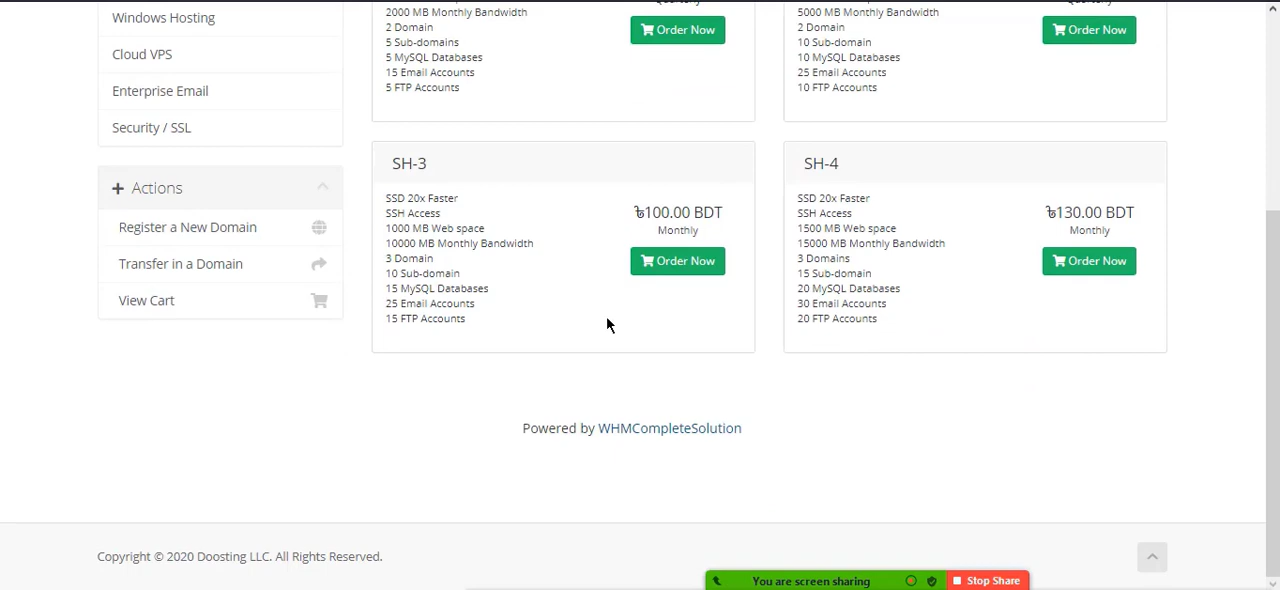 Windows Hosting
Cloud VPS
Enterprise Email
Security / SSL
Actions
Register a New Domain
Transfer in a Domain
View Cart
2000 MB Monthly Bandwidth
2 Domain
5 Sub-domains
5 MySQL Databases
15 Email Accounts
5 FTP Accounts
Order Now
5000 MB Monthly Bandwidth
2 Domain
10 Sub-domain
10 MySQL Databases
25 Email Accounts
10 FTP Accounts
Order Now
SH-3
SSD 20x Faster
SSH Access
1000 MB Web space
10000 MB Monthly Bandwidth
3 Domain
10 Sub-domain
15 MySQL Databases
25 Email Accounts
15 FTP Accounts
৳100.00 BDT
Monthly
Order Now
SH-4
SSD 20x Faster
SSH Access
1500 MB Web space
15000 MB Monthly Bandwidth
3 Domains
15 Sub-domain
20 MySQL Databases
30 Email Accounts
20 FTP Accounts
৳130.00 BDT
Monthly
Order Now
Powered by WHMCompleteSolution
Copyright © 2020 Doosting LLC. All Rights Reserved.
You are screen sharing
Stop Share